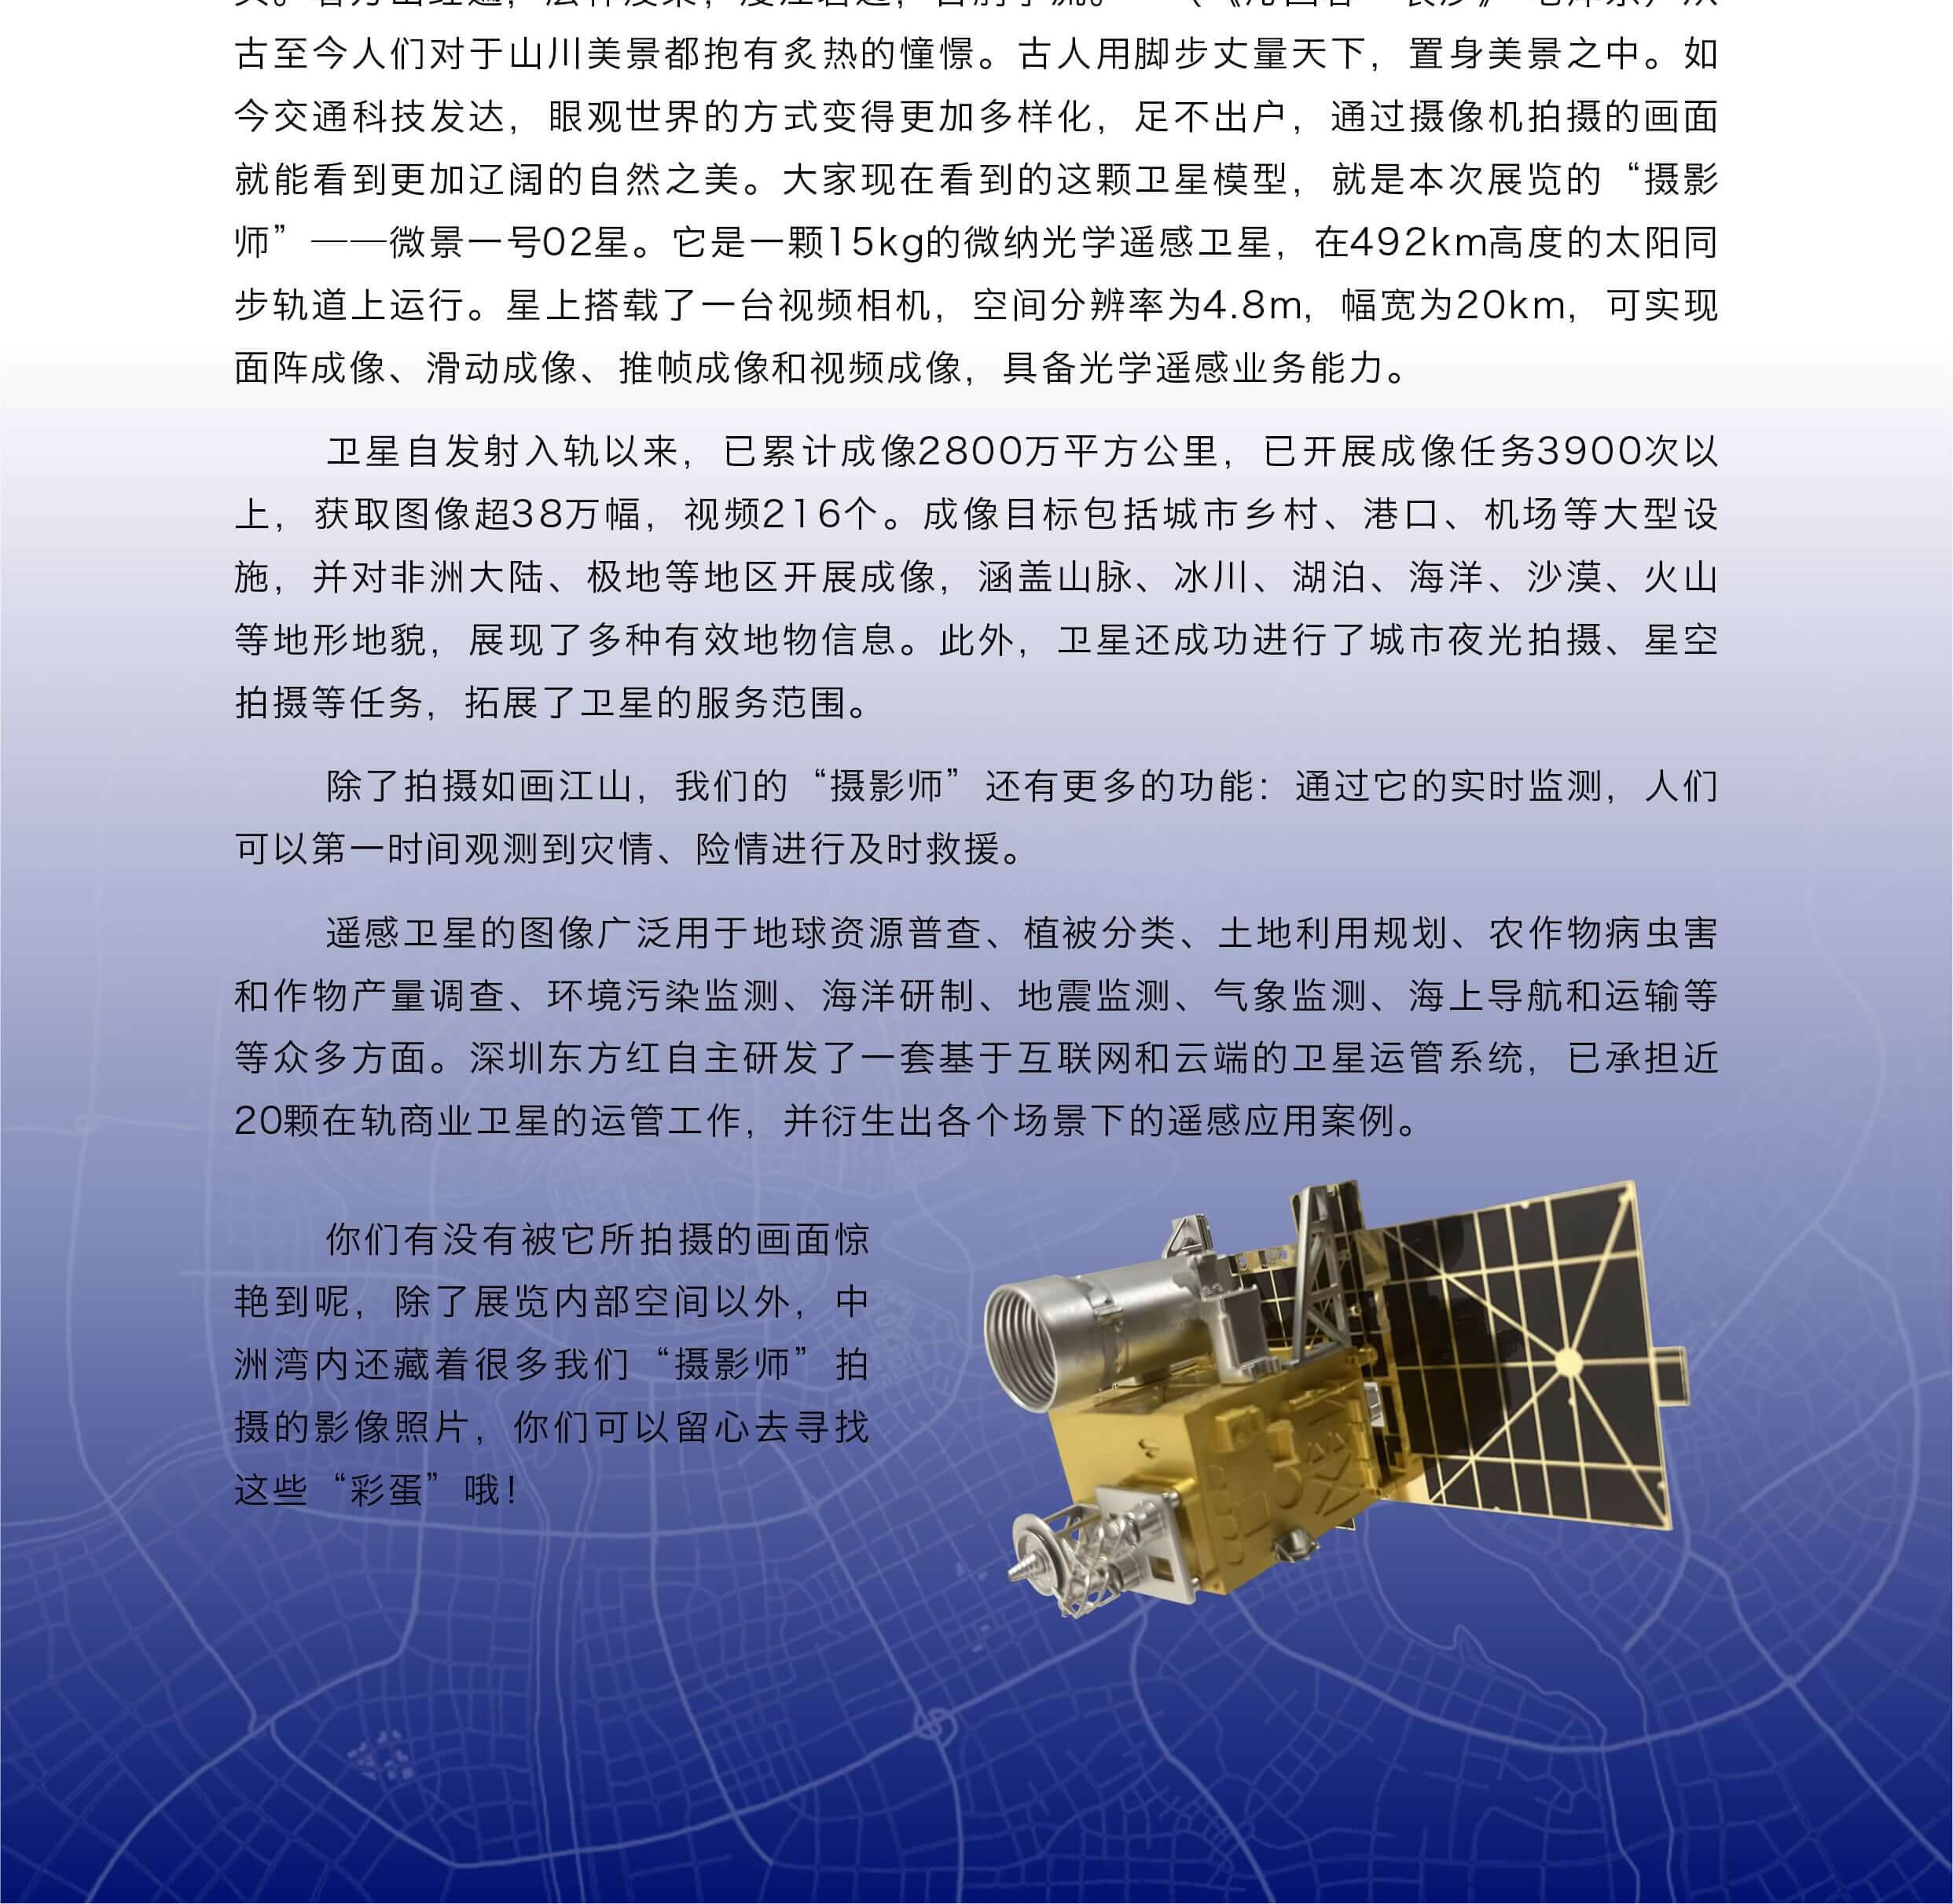 古至今人们对于山川美景都抱有炙热的憧憬。古人用脚步丈量天下，置身美景之中。如
今交通科技发达，眼观世界的方式变得更加多样化，足不出户，通过摄像机拍摄的画面
就能看到更加辽阔的自然之美。大家现在看到的这颗卫星模型，就是本次展览的“摄影
师”——微景一号02星。它是一颗15kg的微纳光学遥感卫星，在492km高度的太阳同
步轨道上运行。星上搭载了一台视频相机，空间分辨率为4.8m，幅宽为20km，可实现
面阵成像、滑动成像、推帧成像和视频成像，具备光学遥感业务能力。
卫星自发射入轨以来，已累计成像2800万平方公里，已开展成像任务3900次以
上，获取图像超38万幅，视频216个。成像目标包括城市乡村、港口、机场等大型设
施，并对非洲大陆、极地等地区开展成像，涵盖山脉、冰川、湖泊、海洋、沙漠、火山
等地形地貌，展现了多种有效地物信息。此外，卫星还成功进行了城市夜光拍摄、星空
拍摄等任务，拓展了卫星的服务范围。
除了拍摄如画江山，我们的“摄影师”还有更多的功能：通过它的实时监测，人们
可以第一时间观测到灾情、险情进行及时救援。
遥感卫星的图像广泛用于地球资源普查、植被分类、土地利用规划、农作物病虫害
和作物产量调查、环境污染监测、海洋研制、地震监测、气象监测、海上导航和运输等
等众多方面。深圳东方红自主研发了一套基于互联网和云端的卫星运管系统，已承担近
20颗在轨商业卫星的运管工作，并衍生出各个场景下的遥感应用案例。
你们有没有被它所拍摄的画面惊
艳到呢，除了展览内部空间以外，中
洲湾内还藏着很多我们“摄影师”拍
摄的影像照片，你们可以留心去寻找
这些“彩蛋”哦！